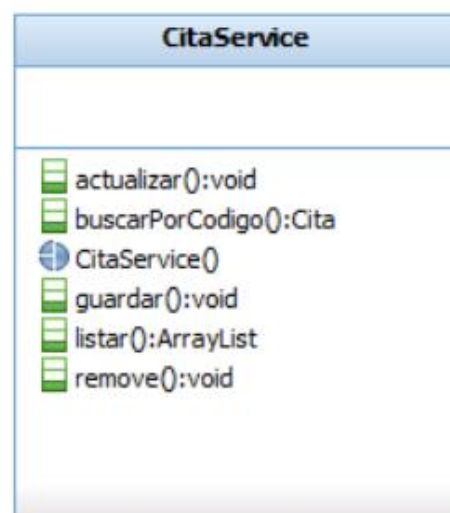 CitaService
actualizar():void
buscarPorCodigo():Cita
CitaService()
guardar():void
listar():ArrayList
remove():void